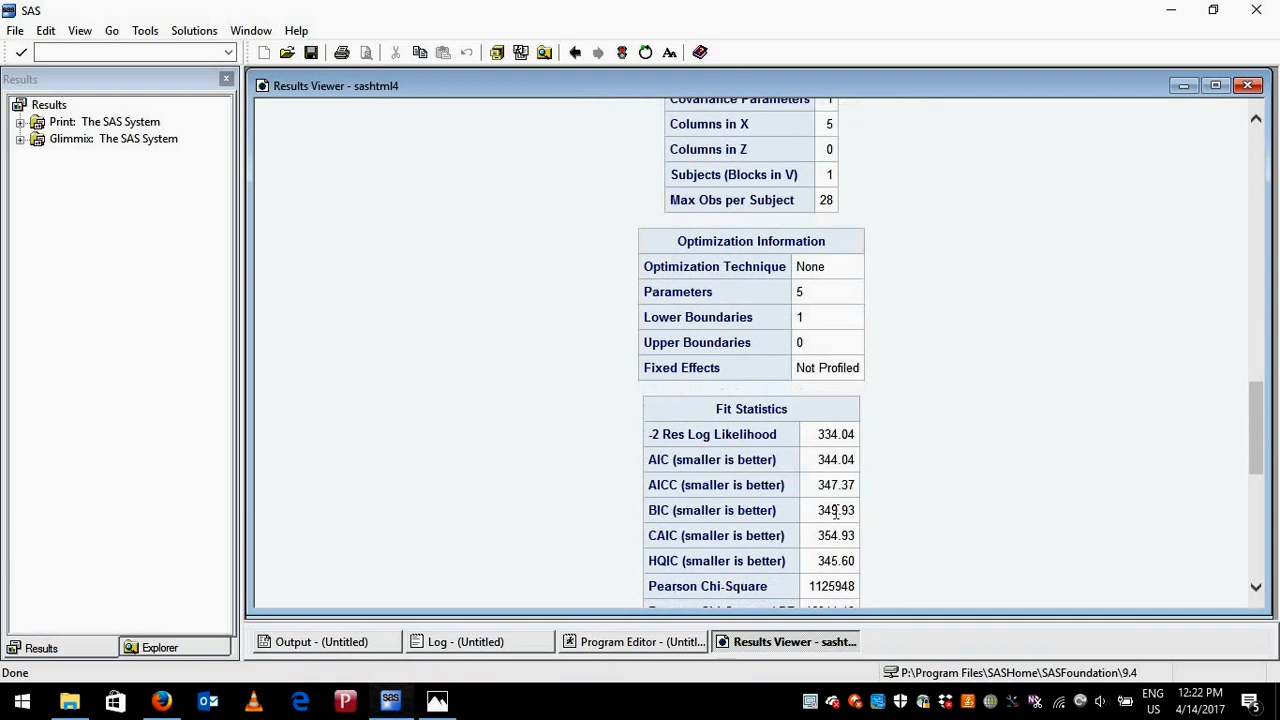 SAS
File Edit View Go Tools Solutions Window Help
Results
Results Viewer - sashtml4
Results
Print: The SAS System
Glimmix: The SAS System
Covariance Parameters 1
Columns in X 5
Columns in Z 0
Subjects (Blocks in V) 1
Max Obs per Subject 28
Optimization Information
Optimization Technique None
Parameters 5
Lower Boundaries 1
Upper Boundaries 0
Fixed Effects Not Profiled
Fit Statistics
-2 Res Log Likelihood 334.04
AIC (smaller is better) 344.04
AICC (smaller is better) 347.37
BIC (smaller is better) 349.93
CAIC (smaller is better) 354.93
HQIC (smaller is better) 345.60
Pearson Chi-Square 1125948
Results Explorer
Output - (Untitled) Log - (Untitled) Program Editor - (Untitl... Results Viewer - sasht...
Done P:\Program Files\SASHome\SASFoundation\9.4
ENG 12:22 PM
US 4/14/2017 5